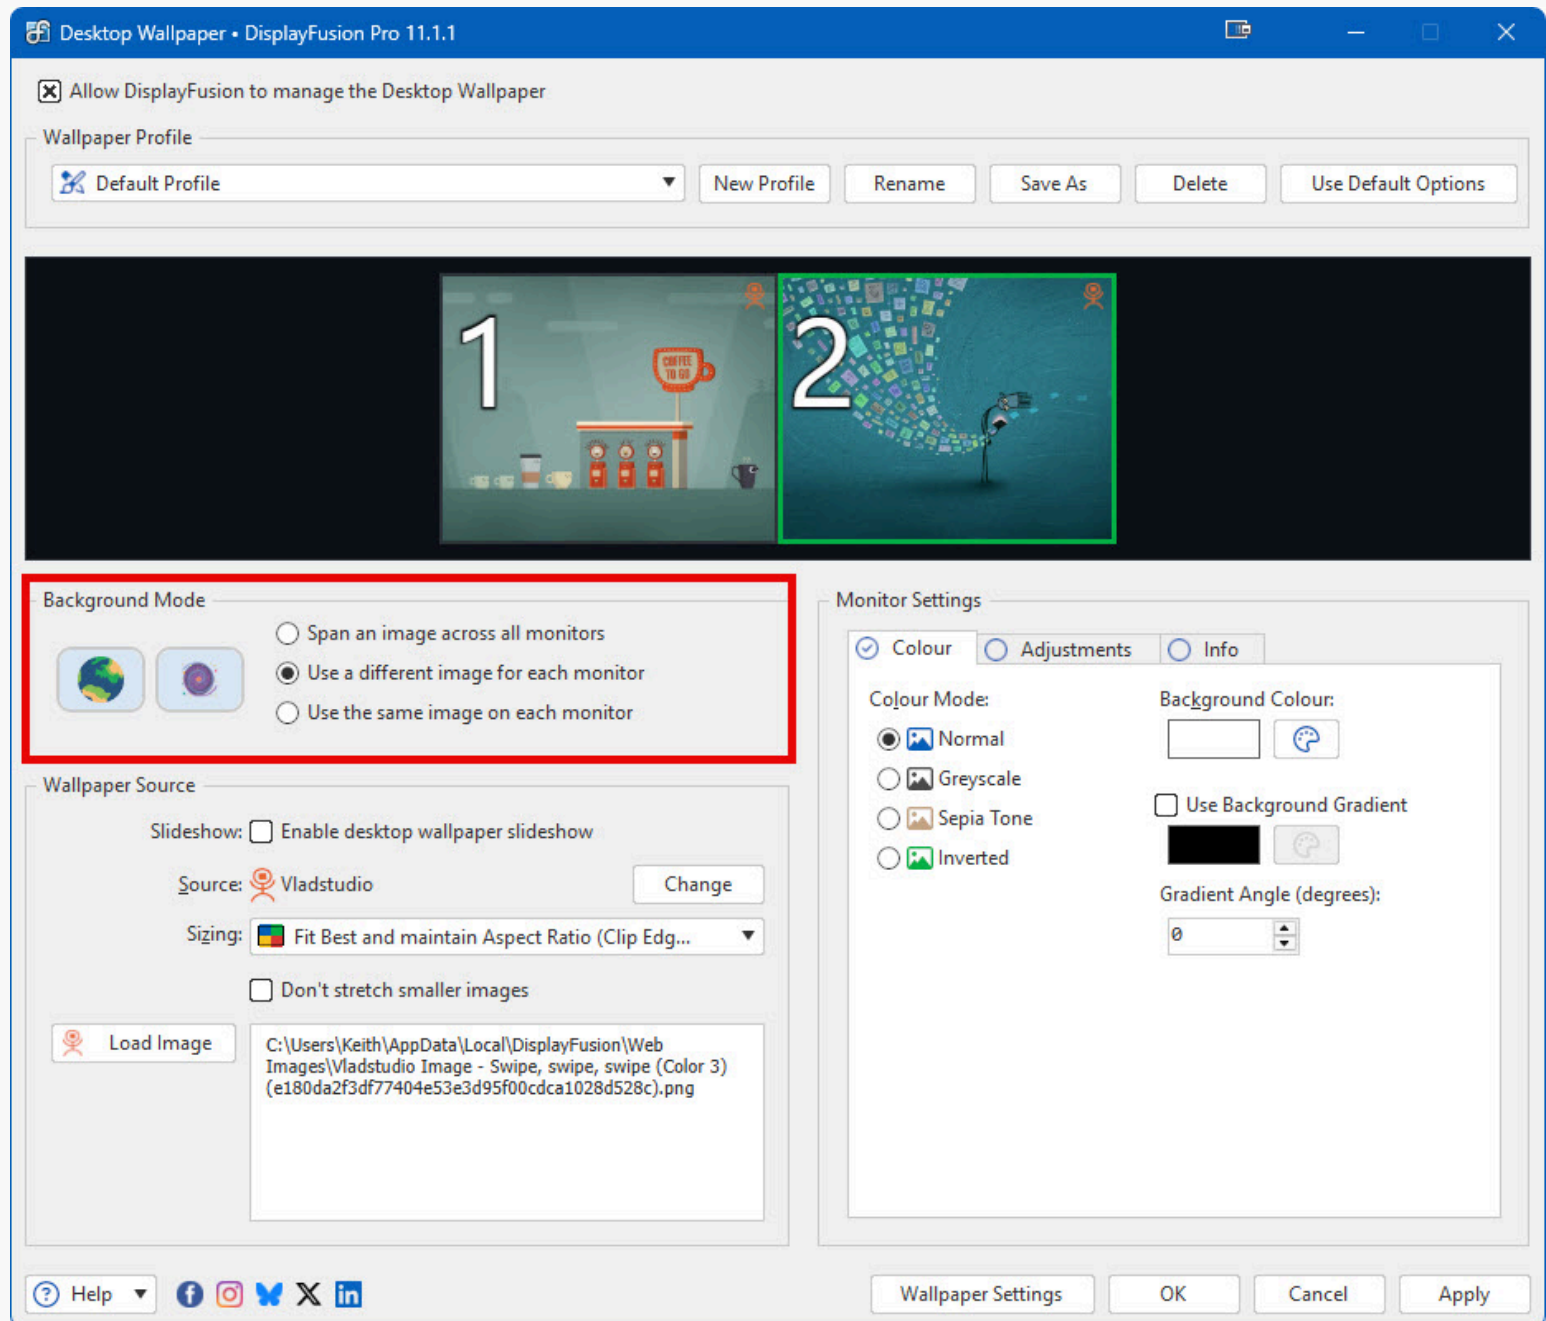 Desktop Wallpaper • DisplayFusion Pro 11.1.1
Allow DisplayFusion to manage the Desktop Wallpaper
Wallpaper Profile
Default Profile
New Profile
Rename
Save As
Delete
Use Default Options
1
COFFEE
TO GO
2
Background Mode
Span an image across all monitors
Use a different image for each monitor
Use the same image on each monitor
Wallpaper Source
Slideshow: Enable desktop wallpaper slideshow
Source: Vladstudio
Change
Sizing: Fit Best and maintain Aspect Ratio (Clip Edg...
Don't stretch smaller images
Load Image
C:\Users\Keith\AppData\Local\DisplayFusion\Web
Images\Vladstudio Image - Swipe, swipe, swipe (Color 3)
(e180da2f3df77404e53e3d95f00cdca1028d528c).png
Monitor Settings
Colour
Adjustments
Info
Colour Mode:
Normal
Greyscale
Sepia Tone
Inverted
Background Colour:
Use Background Gradient
Gradient Angle (degrees):
0
Help
Wallpaper Settings
OK
Cancel
Apply